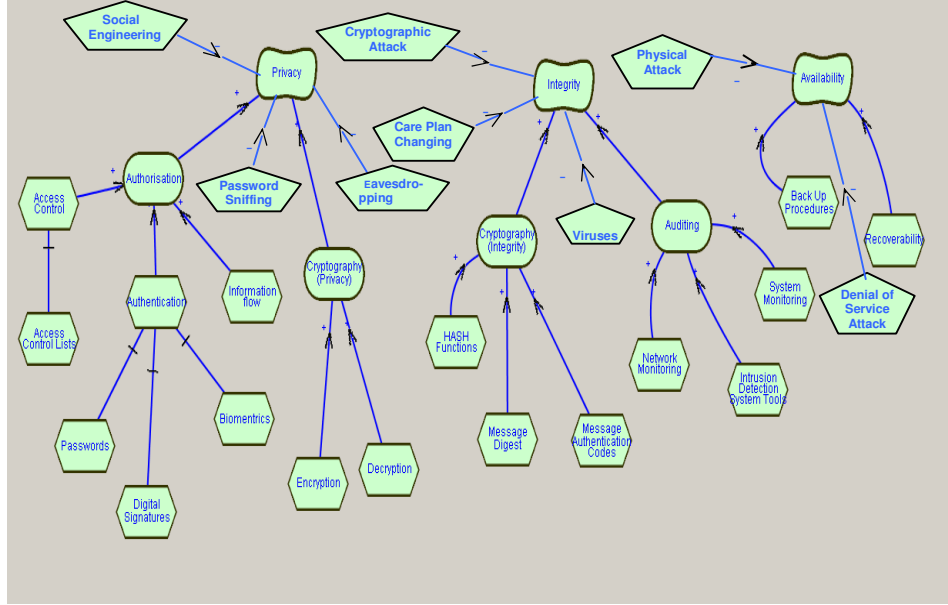 Social
Engineering
Cryptographic
Attack
Physical
Attack
Privacy
Integrity
Availability
Care Plan
Changing
Authorisation
Password
Sniffing
Eavesdro-
pping
Access
Control
Back Up
Procedures
Viruses
Auditing
Cryptography
(Integrity)
Recoverability
Cryptography
(Privacy)
Authentication
Information
flow
System
Monitoring
Denial of
Service
Attack
Access
Control Lists
HASH
Functions
Network
Monitoring
Intrusion
Detection
System Tools
Biomentrics
Passwords
Message
Digest
Message
Authentication
Codes
Encryption
Decryption
Digital
Signatures